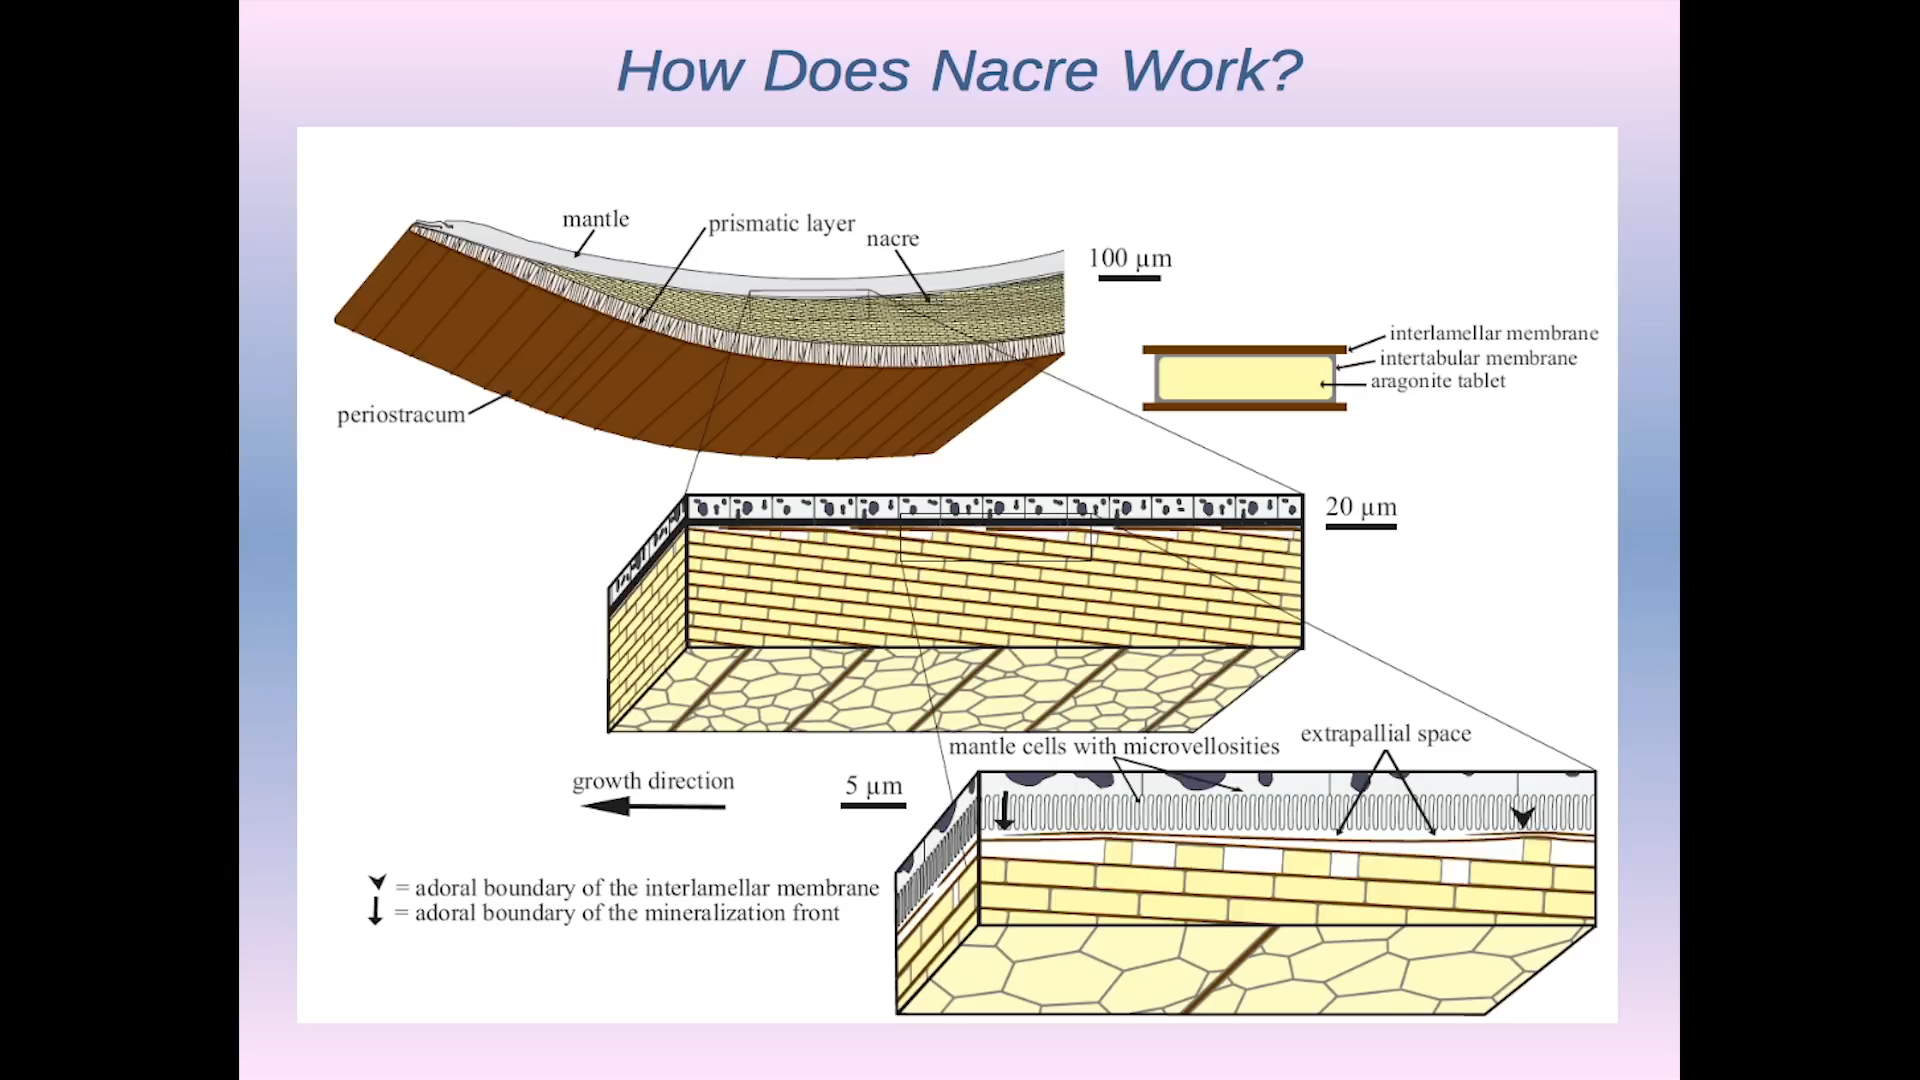 How Does Nacre Work?
mantle
prismatic layer
nacre
100 µm
interlamellar membrane
intertabular membrane
aragonite tablet
periostracum
20 µm
mantle cells with microvellosities
extrapallial space
growth direction
5 µm
= adoral boundary of the interlamellar membrane
= adoral boundary of the mineralization front